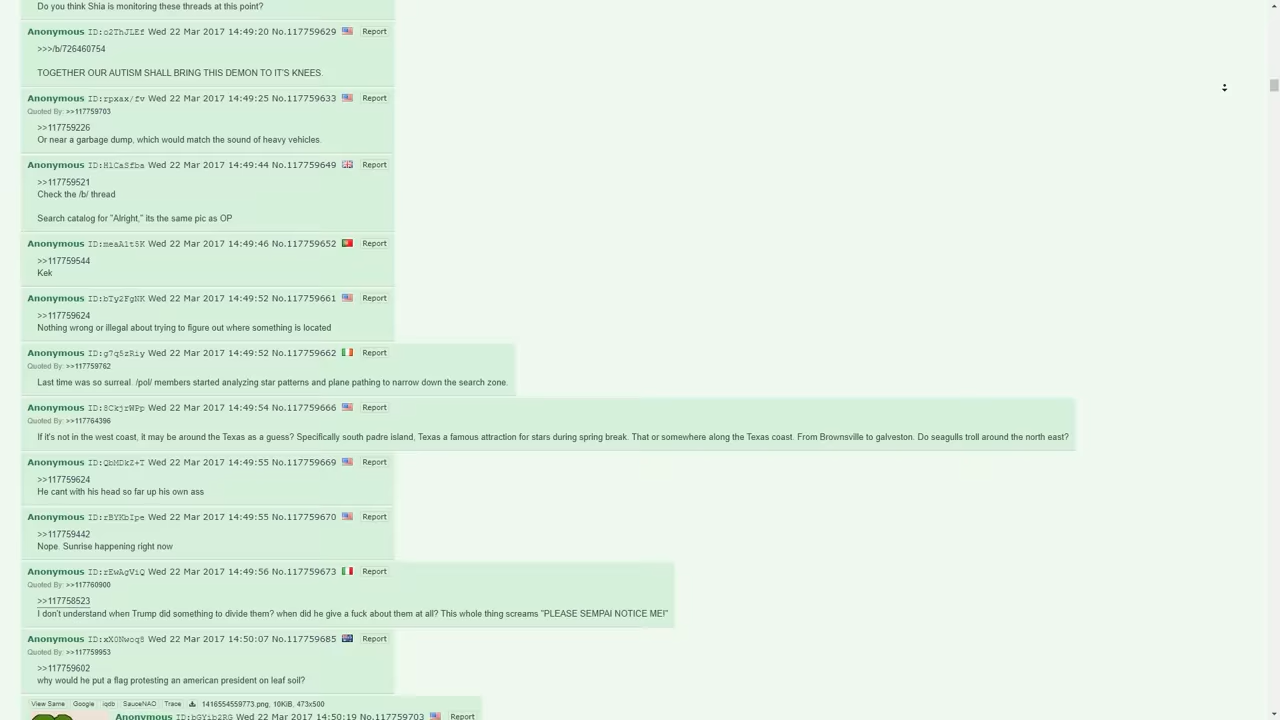 Do you think Shia is monitoring these threads at this point?
Anonymous ID:o2ThJLEf Wed 22 Mar 2017 14:49:20 No.117759629 Report
>>>/b/726460754
TOGETHER OUR AUTISM SHALL BRING THIS DEMON TO IT'S KNEES.
Anonymous ID:rpxax/fv Wed 22 Mar 2017 14:49:25 No.117759633 Report
Quoted By: >>117759703
>>117759226
Or near a garbage dump, which would match the sound of heavy vehicles.
Anonymous ID:H1CaSfba Wed 22 Mar 2017 14:49:44 No.117759649 Report
>>117759521
Check the /b/ thread
Search catalog for "Alright," its the same pic as OP
Anonymous ID:meaA1t8K Wed 22 Mar 2017 14:49:46 No.117759652 Report
>>117759544
Kek
Anonymous ID:bTy2FgNK Wed 22 Mar 2017 14:49:52 No.117759661 Report
>>117759624
Nothing wrong or illegal about trying to figure out where something is located
Anonymous ID:g7q5zRiy Wed 22 Mar 2017 14:49:52 No.117759662 Report
Quoted By: >>117759762
Last time was so surreal. /pol/ members started analyzing star patterns and plane pathing to narrow down the search zone.
Anonymous ID:8CkjrWPp Wed 22 Mar 2017 14:49:54 No.117759666 Report
Quoted By: >>117764396
If it's not in the west coast, it may be around the Texas as a guess? Specifically south padre island, Texas a famous attraction for stars during spring break. That or somewhere along the Texas coast. From Brownsville to galveston. Do seagulls troll around the north east?
Anonymous ID:QbMDkZ+T Wed 22 Mar 2017 14:49:55 No.117759669 Report
>>117759624
He cant with his head so far up his own ass
Anonymous ID:rBYKbIpe Wed 22 Mar 2017 14:49:55 No.117759670 Report
>>117759442
Nope. Sunrise happening right now
Anonymous ID:rEwAgViQ Wed 22 Mar 2017 14:49:56 No.117759673 Report
Quoted By: >>117760900
>>117758523
I don't understand when Trump did something to divide them? when did he give a fuck about them at all? This whole thing screams "PLEASE SEMPAI NOTICE ME!"
Anonymous ID:xX0Nwoq8 Wed 22 Mar 2017 14:50:07 No.117759685 Report
Quoted By: >>117759953
>>117759602
why would he put a flag protesting an american president on leaf soil?
View Same Google iqdb SauceNAO Trace 1416554559773.png, 10KiB, 473x500
Anonymous ID:bGYib2RG Wed 22 Mar 2017 14:50:19 No.117759703 Report